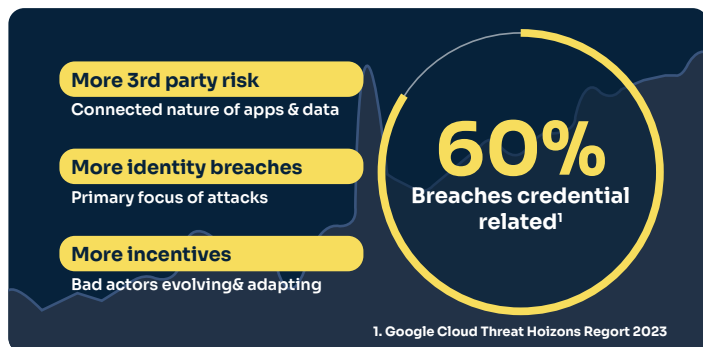 More 3rd party risk
Connected nature of apps & data
More identity breaches
Primary focus of attacks
More incentives
Bad actors evolving& adapting
60%
Breaches credential
related¹
1. Google Cloud Threat Hoizons Regort 2023